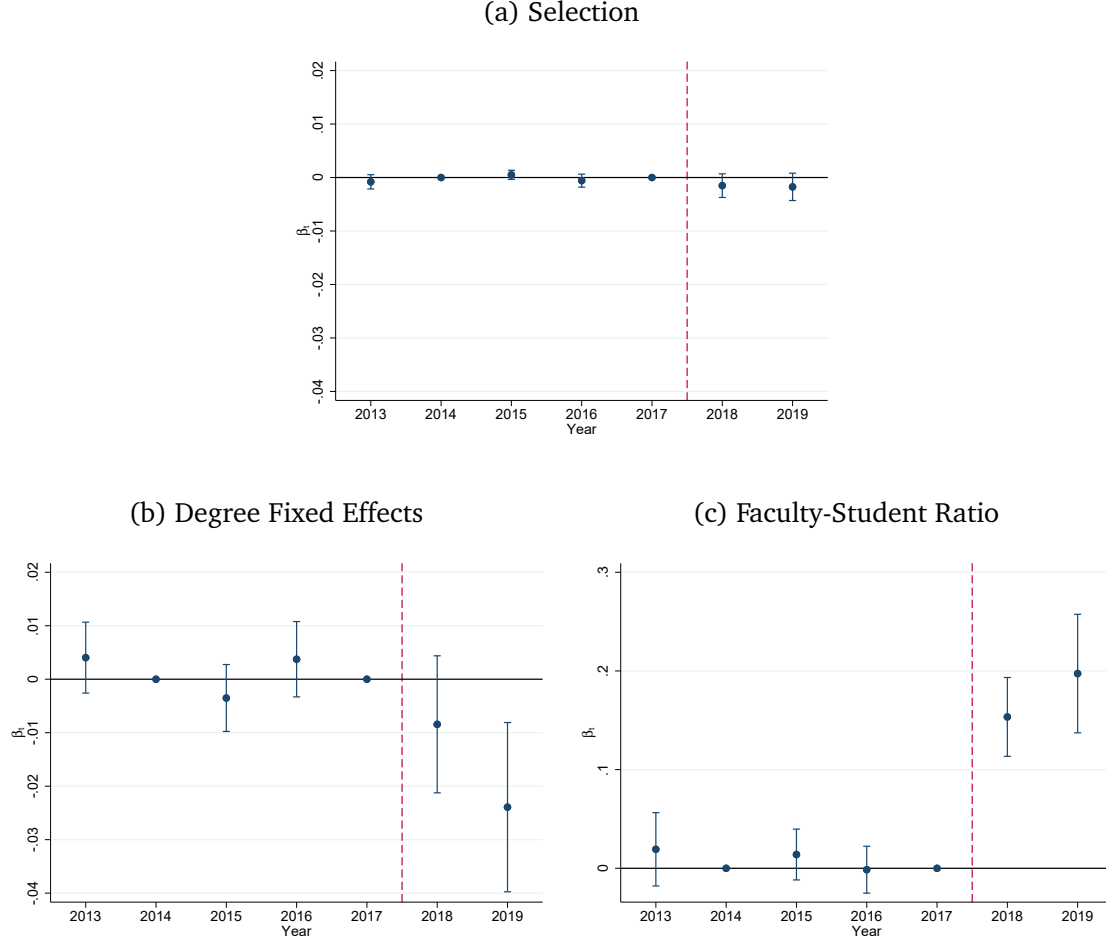 (a) Selection
.02
.01
0
-.01
-.02
-.03
-.04
βt
2013 2014 2015 2016 2017 2018 2019
Year
(b) Degree Fixed Effects
.02
.01
0
-.01
-.02
-.03
-.04
βt
2013 2014 2015 2016 2017 2018 2019
Year
(c) Faculty-Student Ratio
.3
.2
.1
0
βt
2013 2014 2015 2016 2017 2018 2019
Year